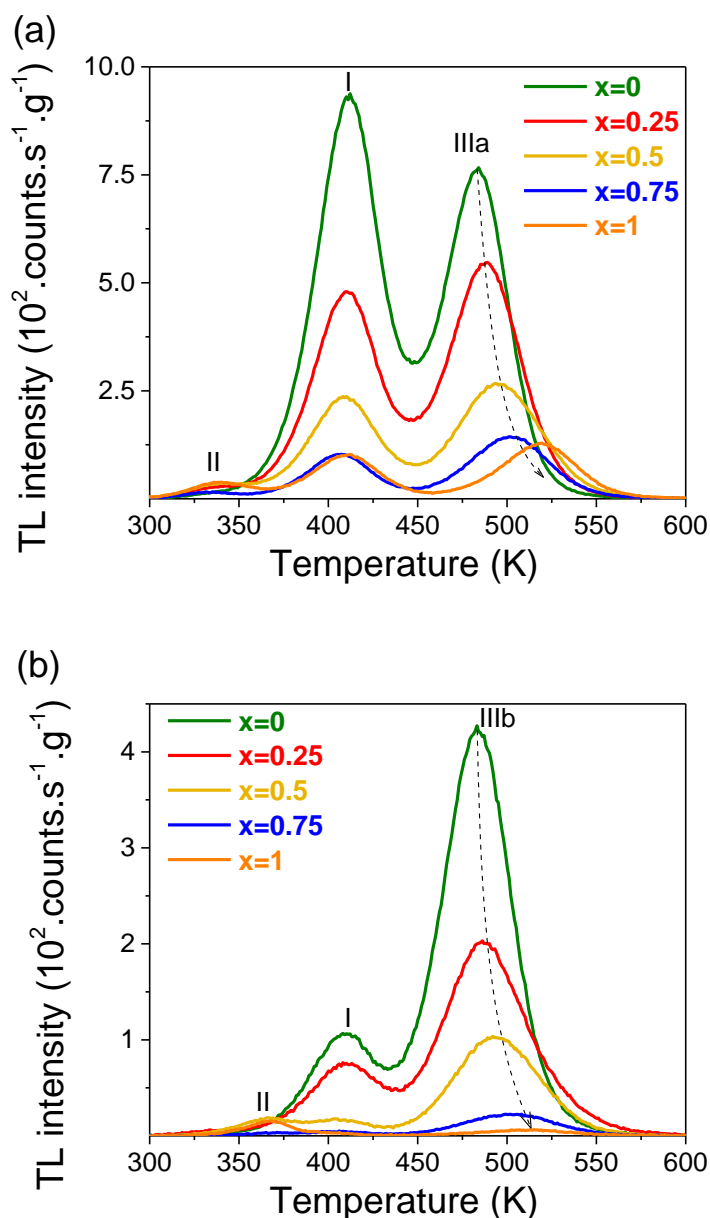 (a)
TL intensity (10².counts.s⁻¹.g⁻¹)
10.0
7.5
5.0
2.5
I
IIIa
II
x=0
x=0.25
x=0.5
x=0.75
x=1
300 350 400 450 500 550 600
Temperature (K)
(b)
TL intensity (10².counts.s⁻¹.g⁻¹)
4
3
2
1
x=0
x=0.25
x=0.5
x=0.75
x=1
IIIb
I
II
300 350 400 450 500 550 600
Temperature (K)